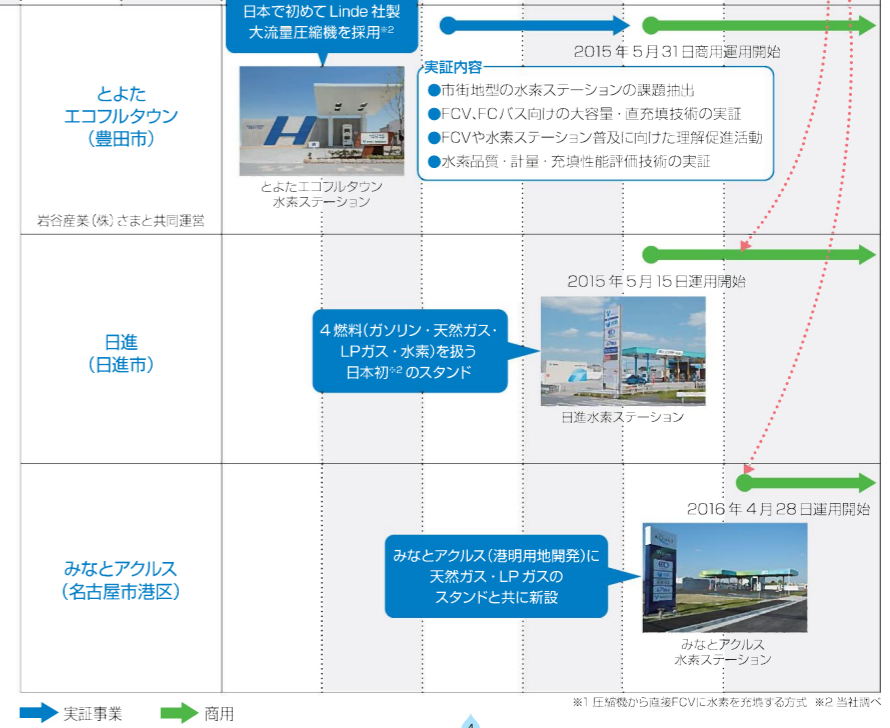 日本で初めてLinde社製
大流量圧縮機を採用※2
2015年5月31日商用運用開始
とよた
エコフルタウン
（豊田市）
岩谷産業（株）さまと共同運営
とよたエコフルタウン
水素ステーション
実証内容
●市街地型の水素ステーションの課題抽出
●FCV、FCバス向けの大容量・直充填技術の実証
●FCVや水素ステーション普及に向けた理解促進活動
●水素品質・計量・充填性能評価技術の実証
2015年5月15日運用開始
日進
（日進市）
4燃料（ガソリン・天然ガス・
LPガス・水素）を扱う
日本初※2のスタンド
日進水素ステーション
2016年4月28日運用開始
みなとアクルス
（名古屋市港区）
みなとアクルス（港明用地開発）に
天然ガス・LPガスの
スタンドと共に新設
みなとアクルス
水素ステーション
※1 圧縮機から直接FCVに水素を充填する方式 ※2 当社調べ
実証事業 商用